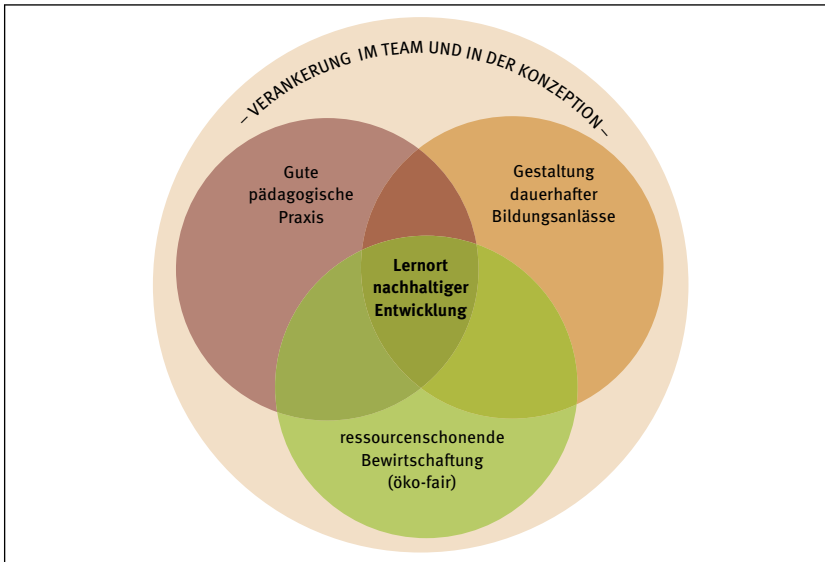 – VERANKERUNG IM TEAM UND IN DER KONZEPTION –
Gute
pädagogische
Praxis
Gestaltung
dauerhafter
Bildungsanlässe
Lernort
nachhaltiger
Entwicklung
ressourcenschonende
Bewirtschaftung
(öko-fair)